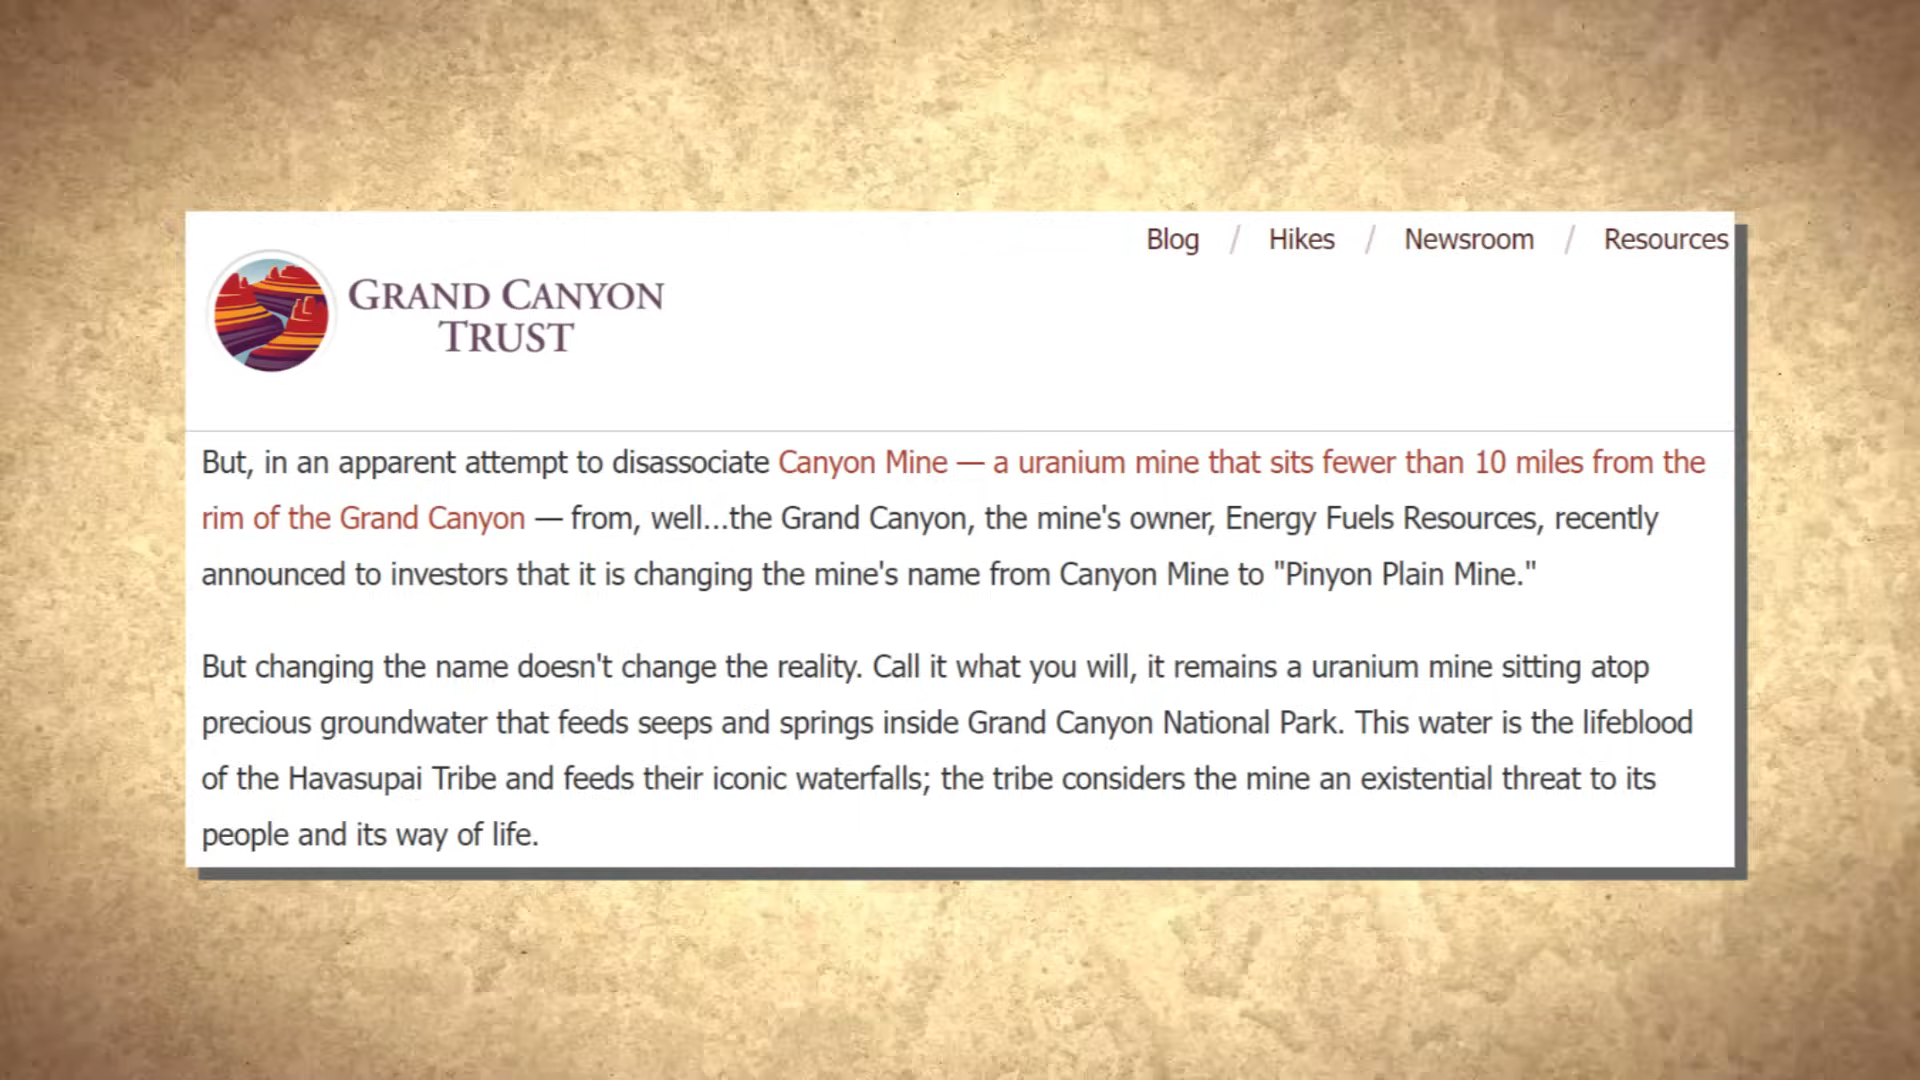 Blog / Hikes / Newsroom / Resources
GRAND CANYON
TRUST
But, in an apparent attempt to disassociate Canyon Mine — a uranium mine that sits fewer than 10 miles from the
rim of the Grand Canyon — from, well...the Grand Canyon, the mine's owner, Energy Fuels Resources, recently
announced to investors that it is changing the mine's name from Canyon Mine to "Pinyon Plain Mine."
But changing the name doesn't change the reality. Call it what you will, it remains a uranium mine sitting atop
precious groundwater that feeds seeps and springs inside Grand Canyon National Park. This water is the lifeblood
of the Havasupai Tribe and feeds their iconic waterfalls; the tribe considers the mine an existential threat to its
people and its way of life.